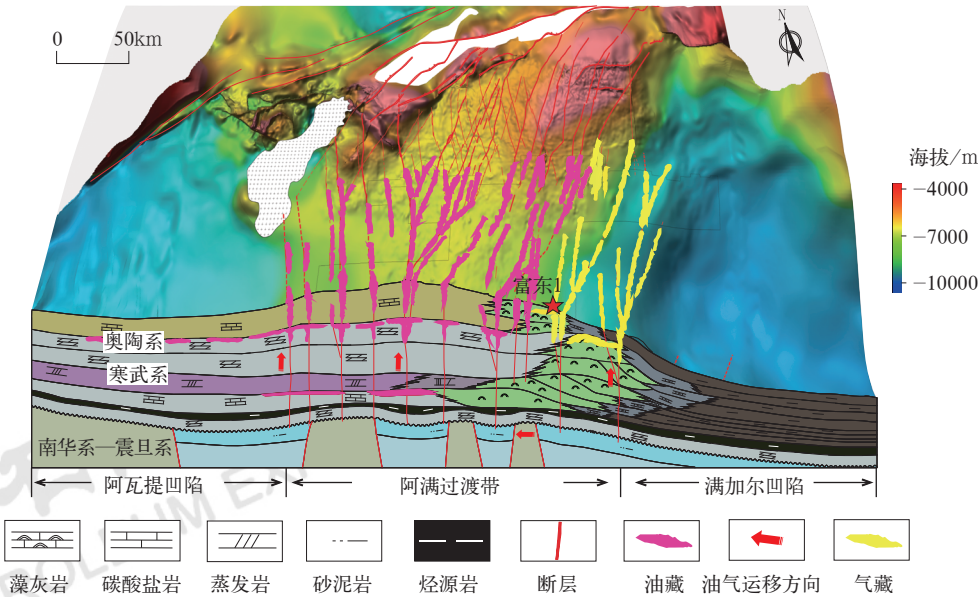 N
0 50km
海拔/m
-4000
-7000
-10000
富东1
奥陶系
寒武系
南华系—震旦系
阿瓦提凹陷 阿满过渡带 满加尔凹陷
藻灰岩 碳酸盐岩 蒸发岩 砂泥岩 烃源岩 断层 油藏 油气运移方向 气藏